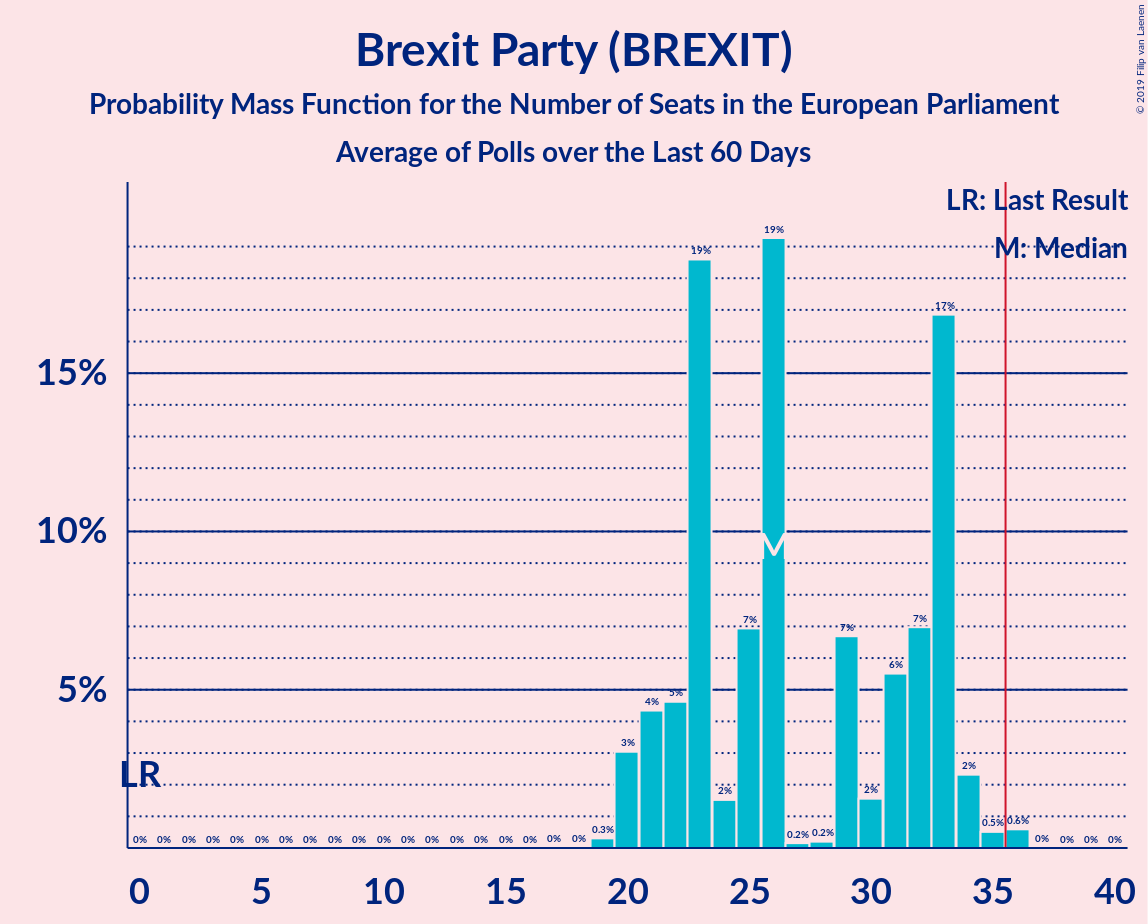 Brexit Party (BREXIT)
Probability Mass Function for the Number of Seats in the European Parliament
Average of Polls over the Last 60 Days
© 2019 Filip van Laenen
LR: Last Result
M: Median
15%
10%
5%
LR
M
0% 0% 0% 0% 0% 0% 0% 0% 0% 0% 0% 0% 0% 0% 0% 0% 0% 0% 0% 0.3% 3% 4% 5% 19% 2% 7% 19% 0.2% 0.2% 7% 2% 6% 7% 17% 2% 0.5% 0.6% 0% 0% 0% 0%
0 5 10 15 20 25 30 35 40